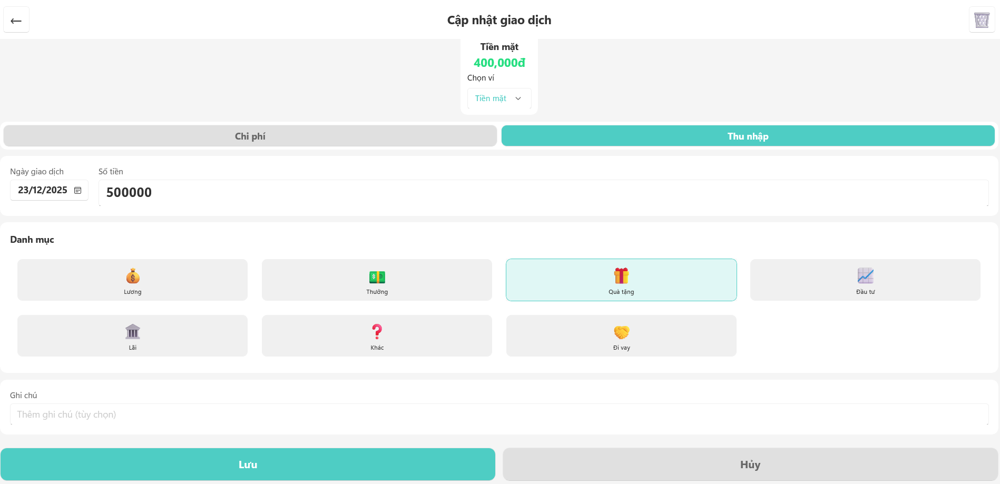 Cập nhật giao dịch
Tiền mặt
400,000đ
Chọn ví
Tiền mặt
Chi phí
Thu nhập
Ngày giao dịch
Số tiền
23/12/2025
500000
Danh mục
Lương
Thưởng
Quà tặng
Đầu tư
Lãi
Khác
Đi vay
Ghi chú
Thêm ghi chú (tùy chọn)
Lưu
Hủy